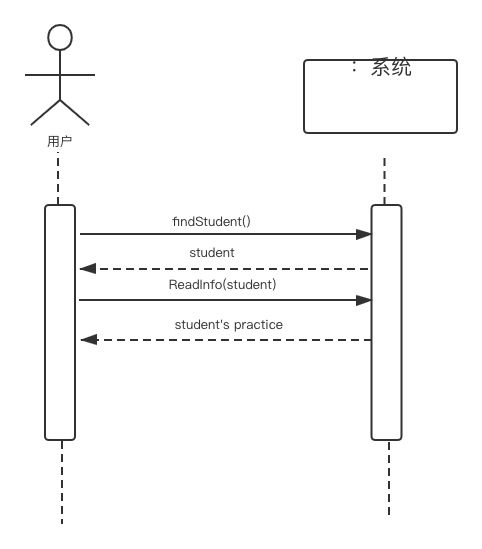 ：系统
用户
findStudent()
student
ReadInfo(student)
student's practice